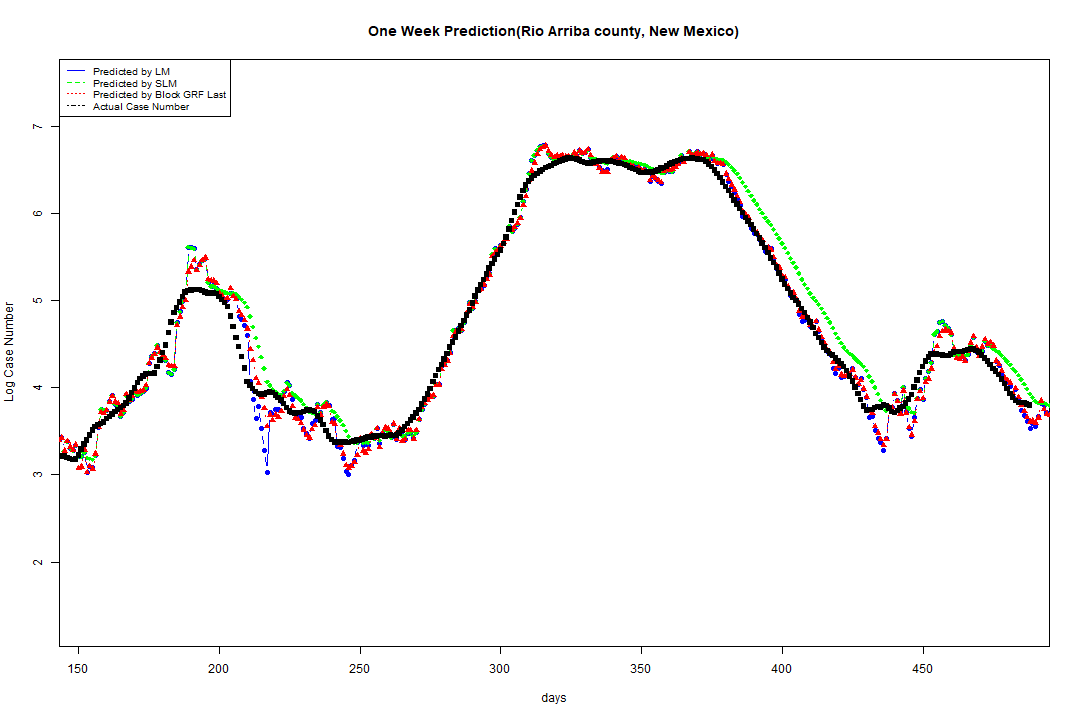 One Week Prediction(Rio Arriba county, New Mexico)
Predicted by LM
Predicted by SLM
Predicted by Block GRF Last
Actual Case Number
Log Case Number
7
6
5
4
3
2
150 200 250 300 350 400 450
days